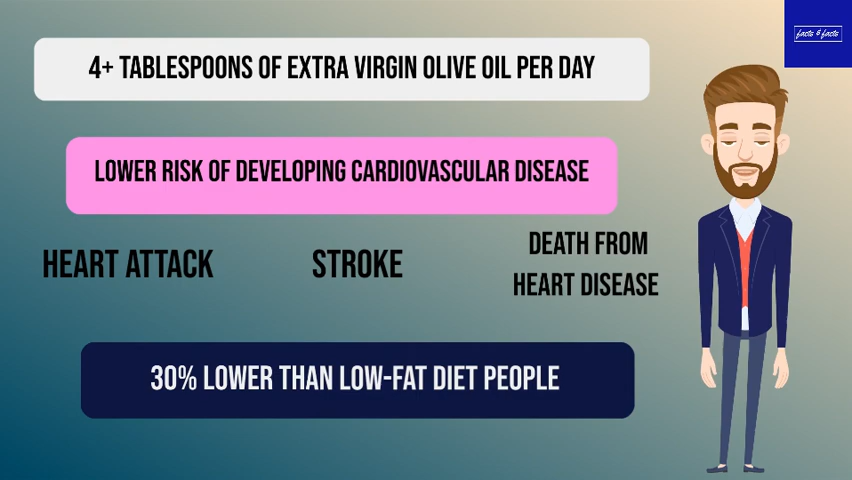 facts & facts
4+ TABLESPOONS OF EXTRA VIRGIN OLIVE OIL PER DAY
LOWER RISK OF DEVELOPING CARDIOVASCULAR DISEASE
HEART ATTACK
STROKE
DEATH FROM
HEART DISEASE
30% LOWER THAN LOW-FAT DIET PEOPLE